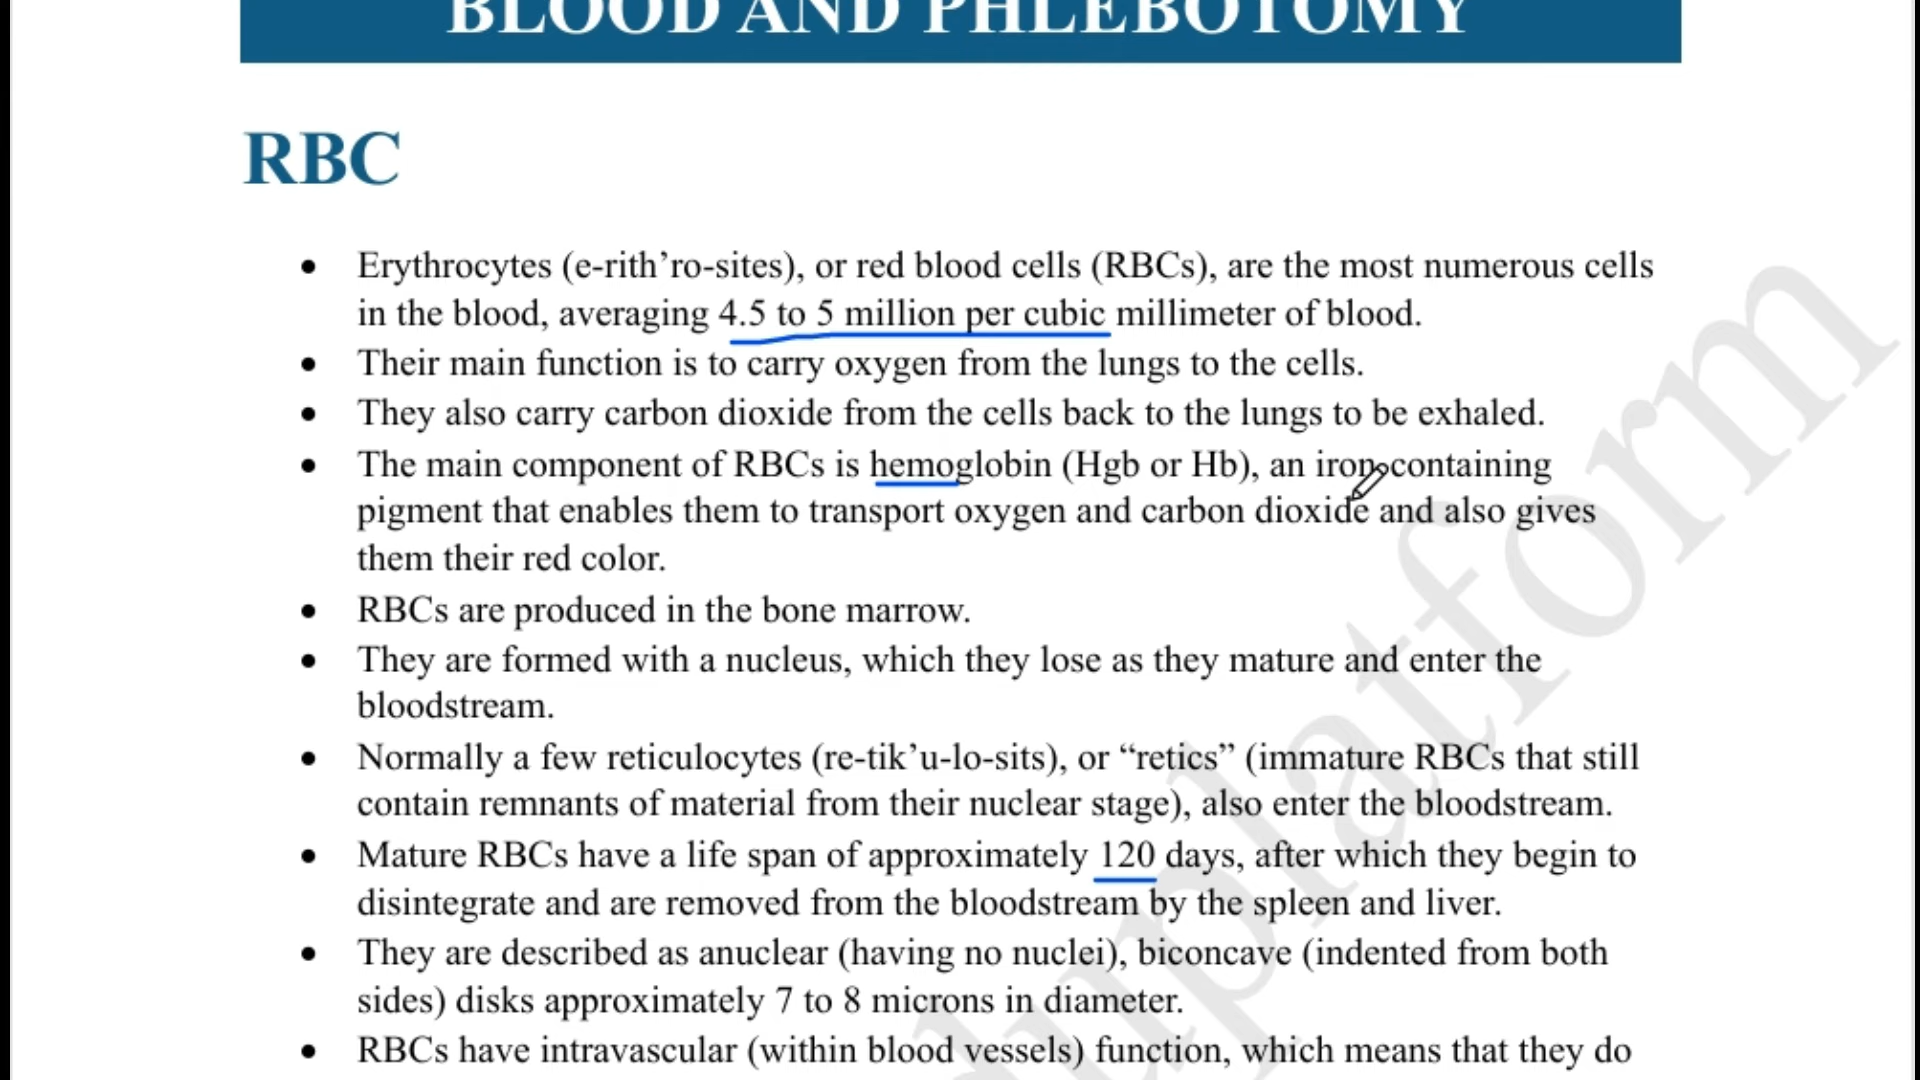 BLOOD AND PHLEBOTOMY
RBC
• Erythrocytes (e-rith’ro-sites), or red blood cells (RBCs), are the most numerous cells
in the blood, averaging 4.5 to 5 million per cubic millimeter of blood.
• Their main function is to carry oxygen from the lungs to the cells.
• They also carry carbon dioxide from the cells back to the lungs to be exhaled.
• The main component of RBCs is hemoglobin (Hgb or Hb), an iron-containing
pigment that enables them to transport oxygen and carbon dioxide and also gives
them their red color.
• RBCs are produced in the bone marrow.
• They are formed with a nucleus, which they lose as they mature and enter the
bloodstream.
• Normally a few reticulocytes (re-tik’u-lo-sits), or “retics” (immature RBCs that still
contain remnants of material from their nuclear stage), also enter the bloodstream.
• Mature RBCs have a life span of approximately 120 days, after which they begin to
disintegrate and are removed from the bloodstream by the spleen and liver.
• They are described as anuclear (having no nuclei), biconcave (indented from both
sides) disks approximately 7 to 8 microns in diameter.
• RBCs have intravascular (within blood vessels) function, which means that they do
duplatform